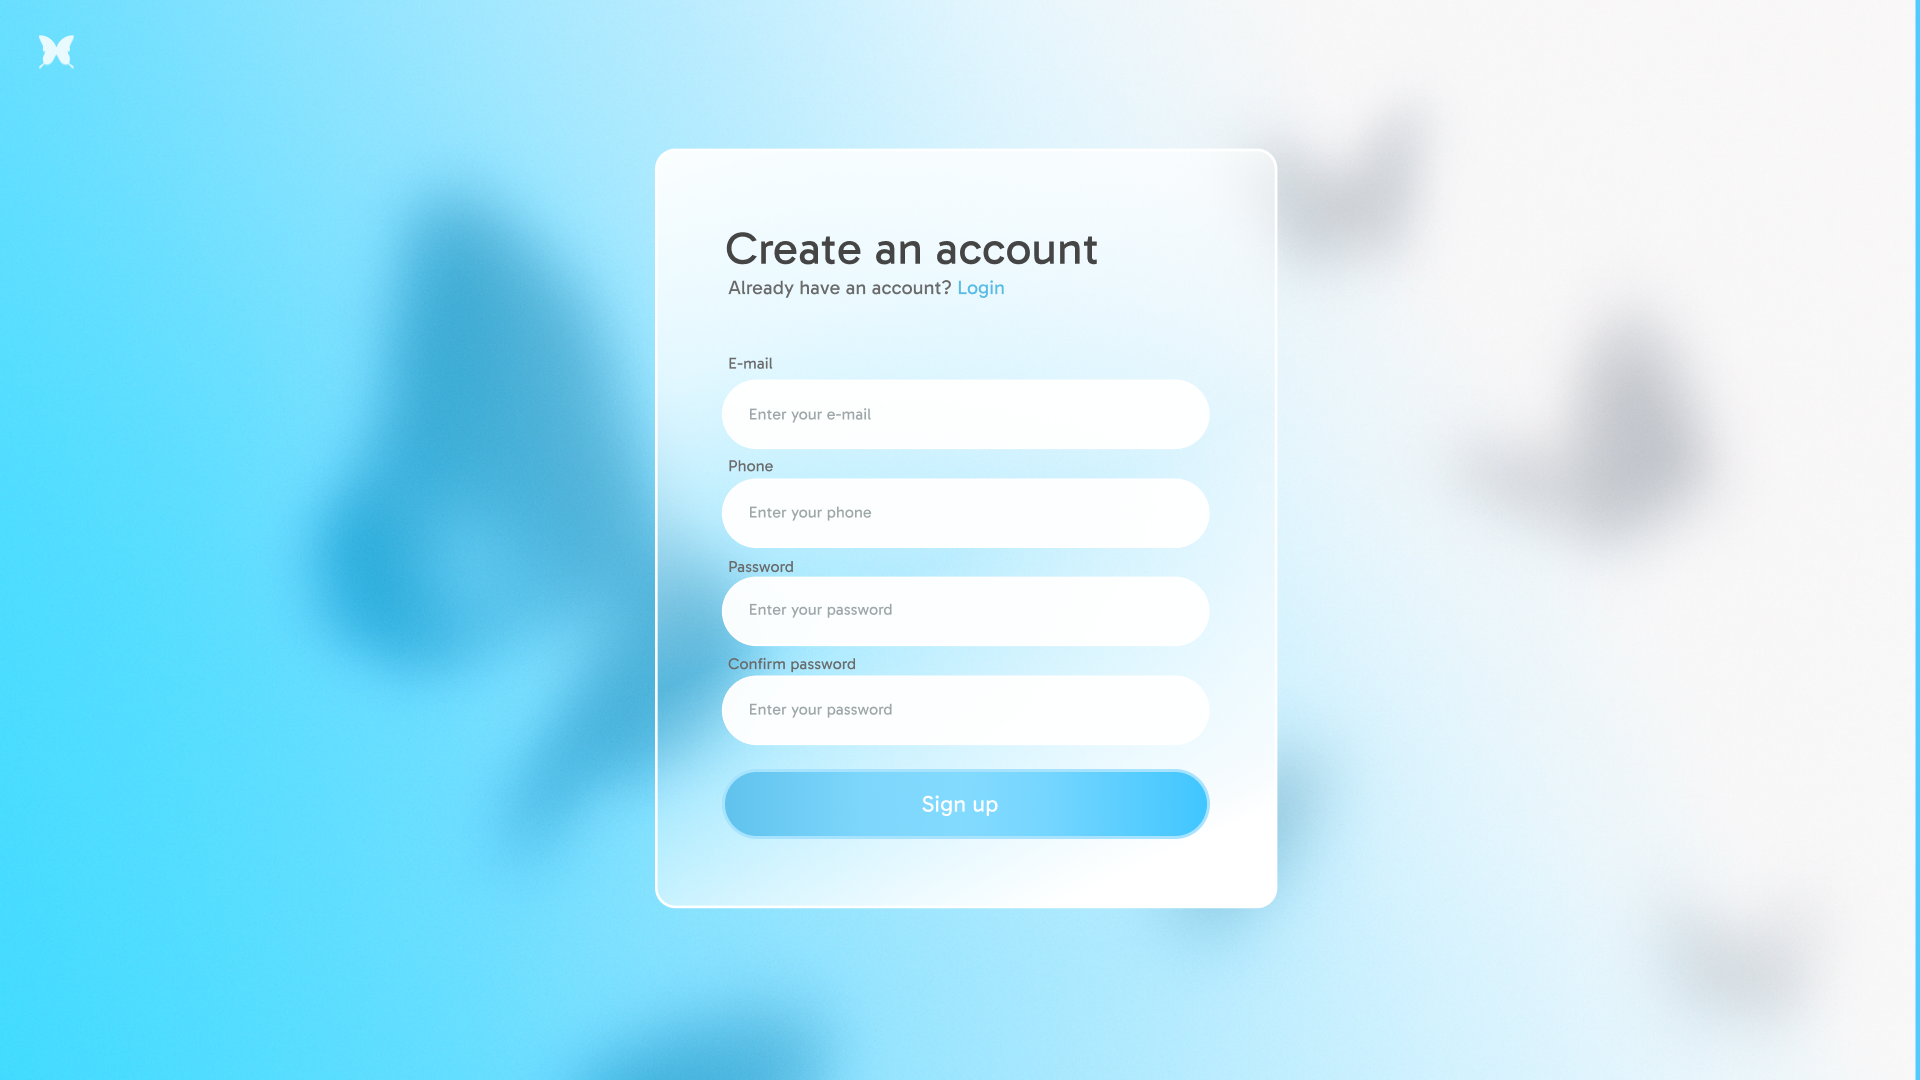 Create an account
Already have an account? Login
E-mail
Enter your e-mail
Phone
Enter your phone
Password
Enter your password
Confirm password
Enter your password
Sign up